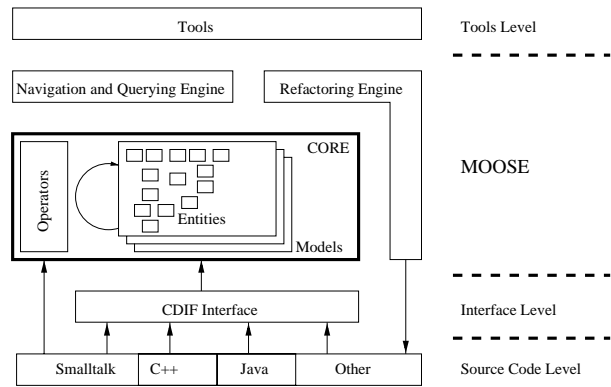 Tools
Tools Level
Navigation and Querying Engine
Refactoring Engine
CORE
MOOSE
Operators
Entities
Models
CDIF Interface
Interface Level
Smalltalk
C++
Java
Other
Source Code Level